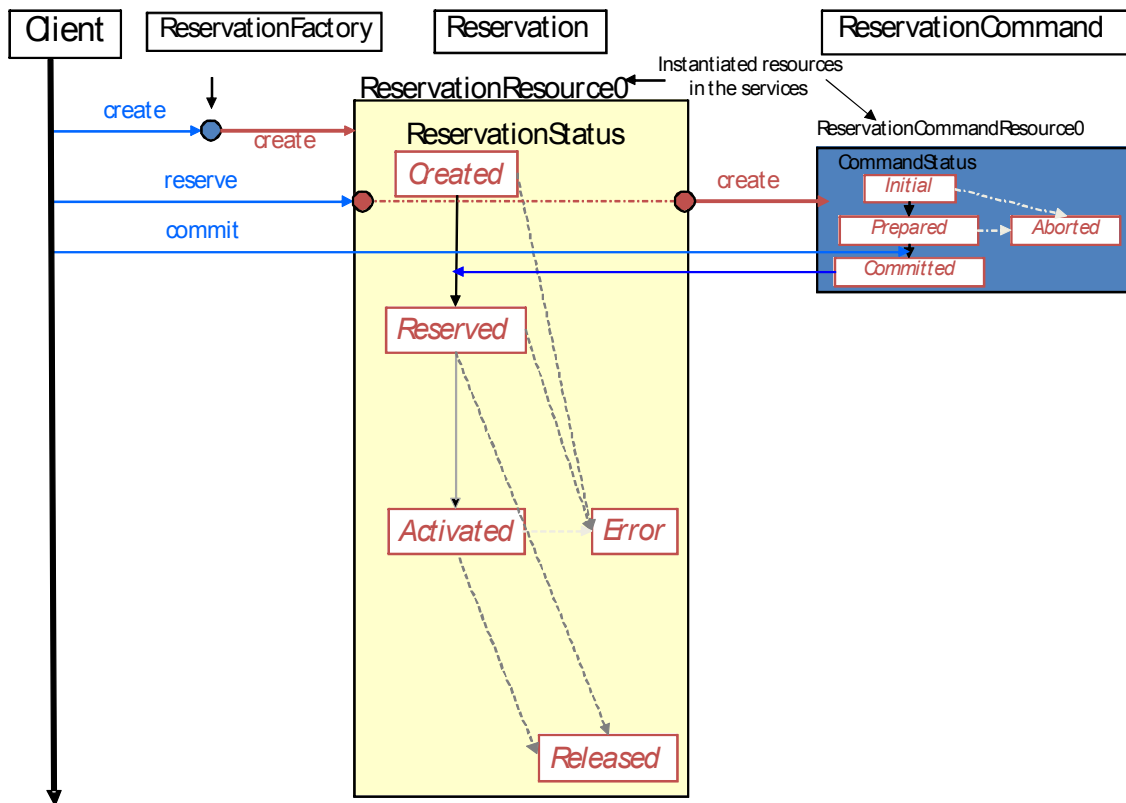 Client
ReservationFactory
Reservation
ReservationCommand
Instantiated resources
in the services
ReservationResource0
ReservationCommandResource0
create
create
ReservationStatus
CommandStatus
Created
reserve
create
Initial
commit
Prepared
Aborted
Committed
Reserved
Activated
Error
Released